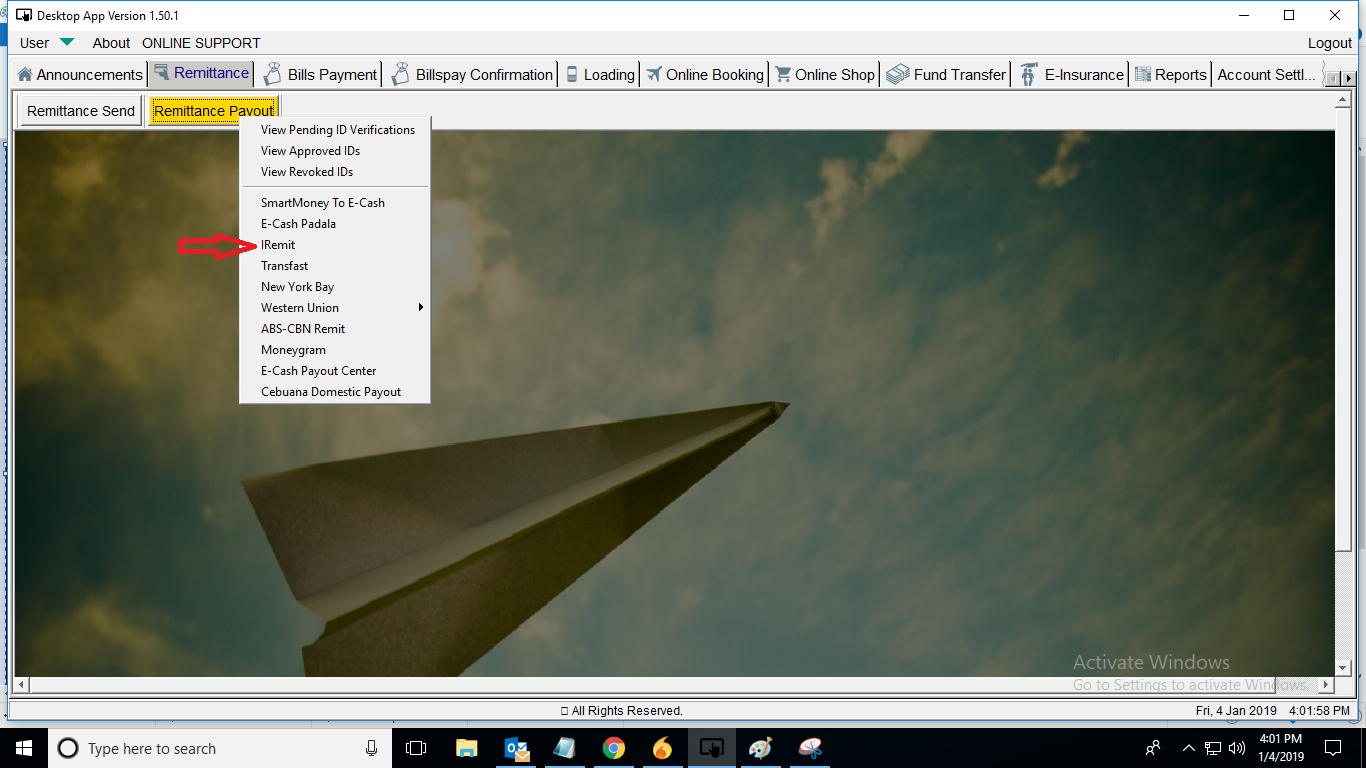 Desktop App Version 1.50.1
User About ONLINE SUPPORT Logout
Announcements Remittance Bills Payment Billspay Confirmation Loading Online Booking Online Shop Fund Transfer E-Insurance Reports Account Settl...
Remittance Send Remittance Payout
View Pending ID Verifications
View Approved IDs
View Revoked IDs
SmartMoney To E-Cash
E-Cash Padala
IRemit
Transfast
New York Bay
Western Union
ABS-CBN Remit
Moneygram
E-Cash Payout Center
Cebuana Domestic Payout
Activate Windows
Go to Settings to activate Windows.
All Rights Reserved. Fri, 4 Jan 2019 4:01:58 PM
Type here to search
4:01 PM
1/4/2019